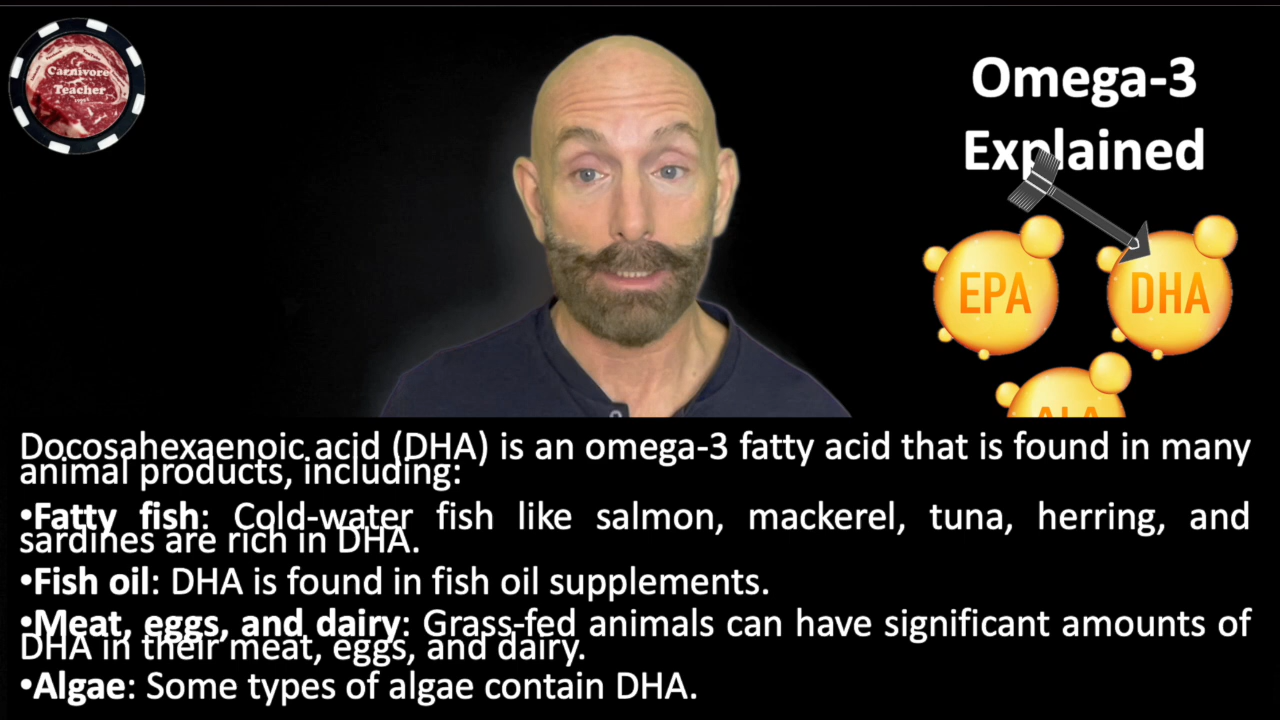 Carnivore
Teacher
Omega-3
Explained
EPA
DHA
ALA
Docosahexaenoic acid (DHA) is an omega-3 fatty acid that is found in many
animal products, including:
•Fatty fish: Cold-water fish like salmon, mackerel, tuna, herring, and
sardines are rich in DHA.
•Fish oil: DHA is found in fish oil supplements.
•Meat, eggs, and dairy: Grass-fed animals can have significant amounts of
DHA in their meat, eggs, and dairy.
•Algae: Some types of algae contain DHA.